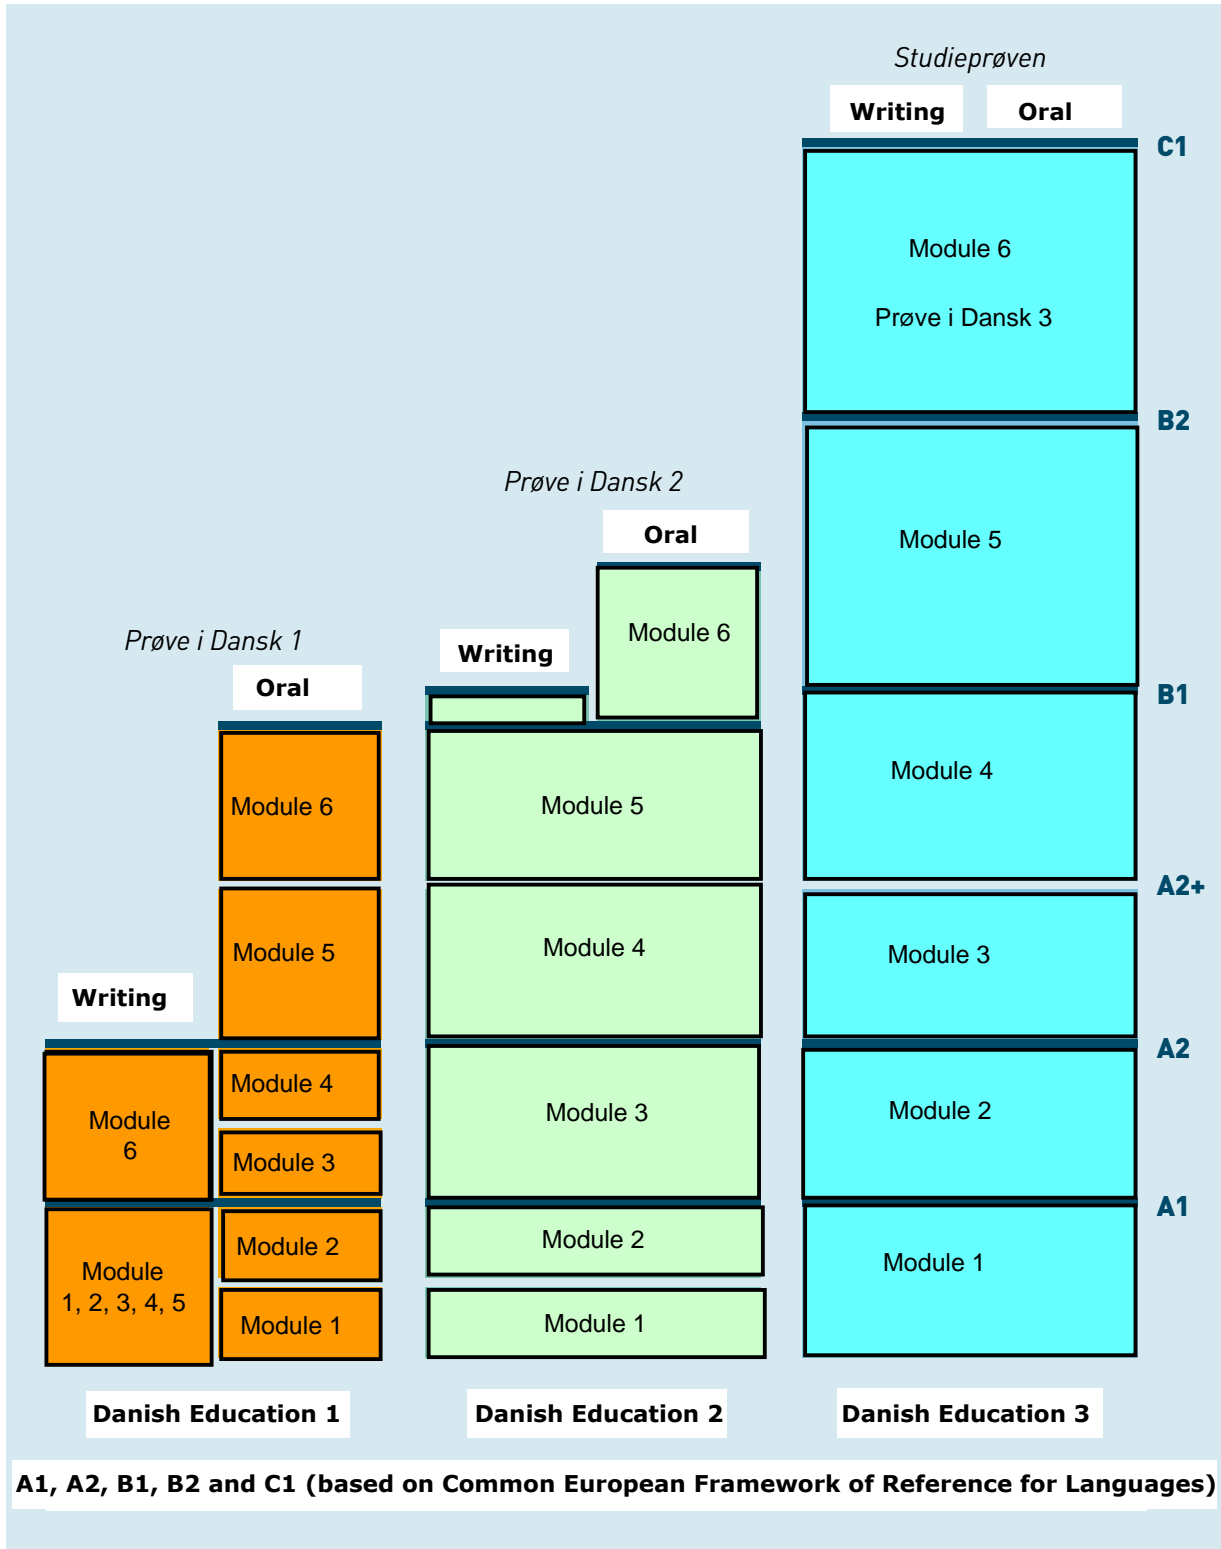 Studieprøven
Writing Oral
C1
Module 6
Prøve i Dansk 3
B2
Module 5
B1
Module 4
A2+
Module 3
A2
Module 2
A1
Module 1
Danish Education 3
Prøve i Dansk 2
Oral
Module 6
Writing
Module 5
Module 4
Module 3
Module 2
Module 1
Danish Education 2
Prøve i Dansk 1
Oral
Module 6
Module 5
Writing
Module 4
Module
6
Module 3
Module 2
Module
1, 2, 3, 4, 5
Module 1
Danish Education 1
A1, A2, B1, B2 and C1 (based on Common European Framework of Reference for Languages)